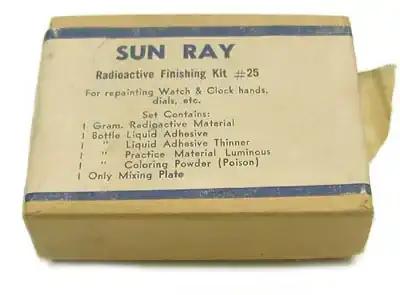 SUN RAY
Radioactive Finishing Kit #25
For repainting Watch & Clock hands,
dials, etc.
Set Contains:
1 Gram. Radioactive Material
1 Bottle Liquid Adhesive
1 " Liquid Adhesive Thinner
1 " Practice Material Luminous
1 " Coloring Powder (Poison)
1 Only Mixing Plate